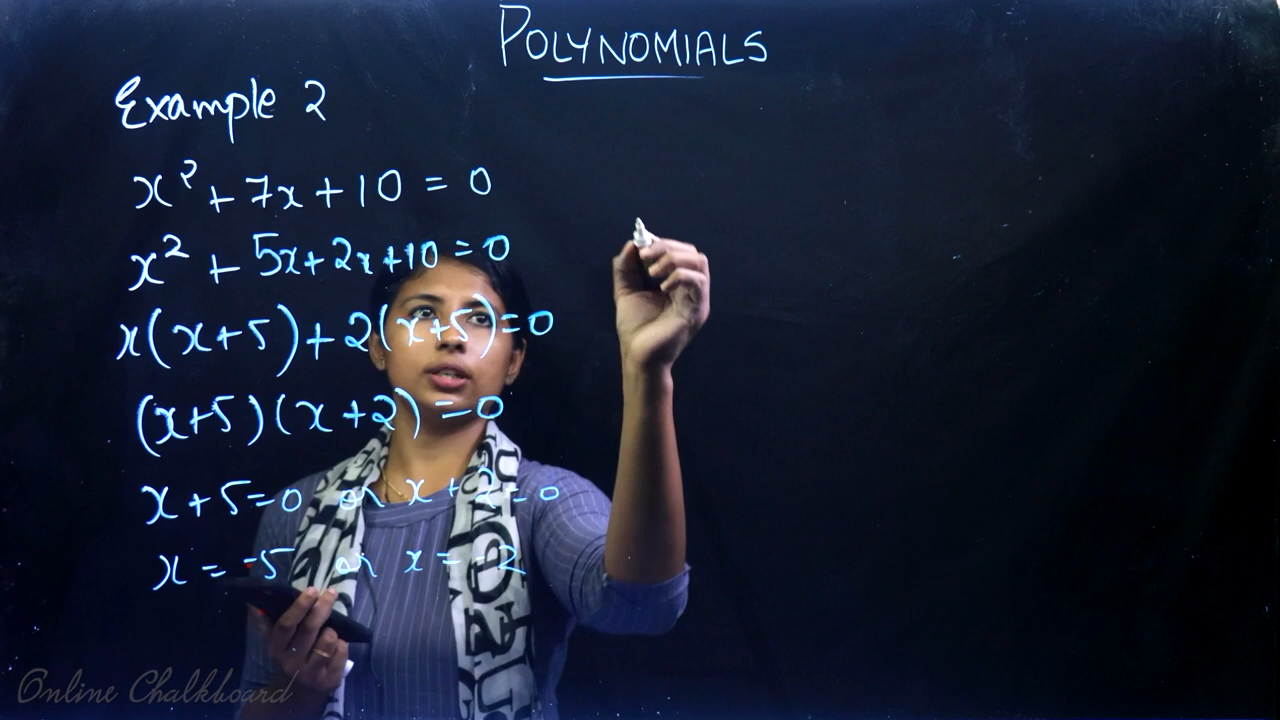 POLYNOMIALS
Example 2
x² + 7x + 10 = 0
x² + 5x + 2x + 10 = 0
x(x+5) + 2(x+5) = 0
(x+5)(x+2) = 0
x + 5 = 0 or x + 2 = 0
x = -5 or x = -2
Online Chalkboard